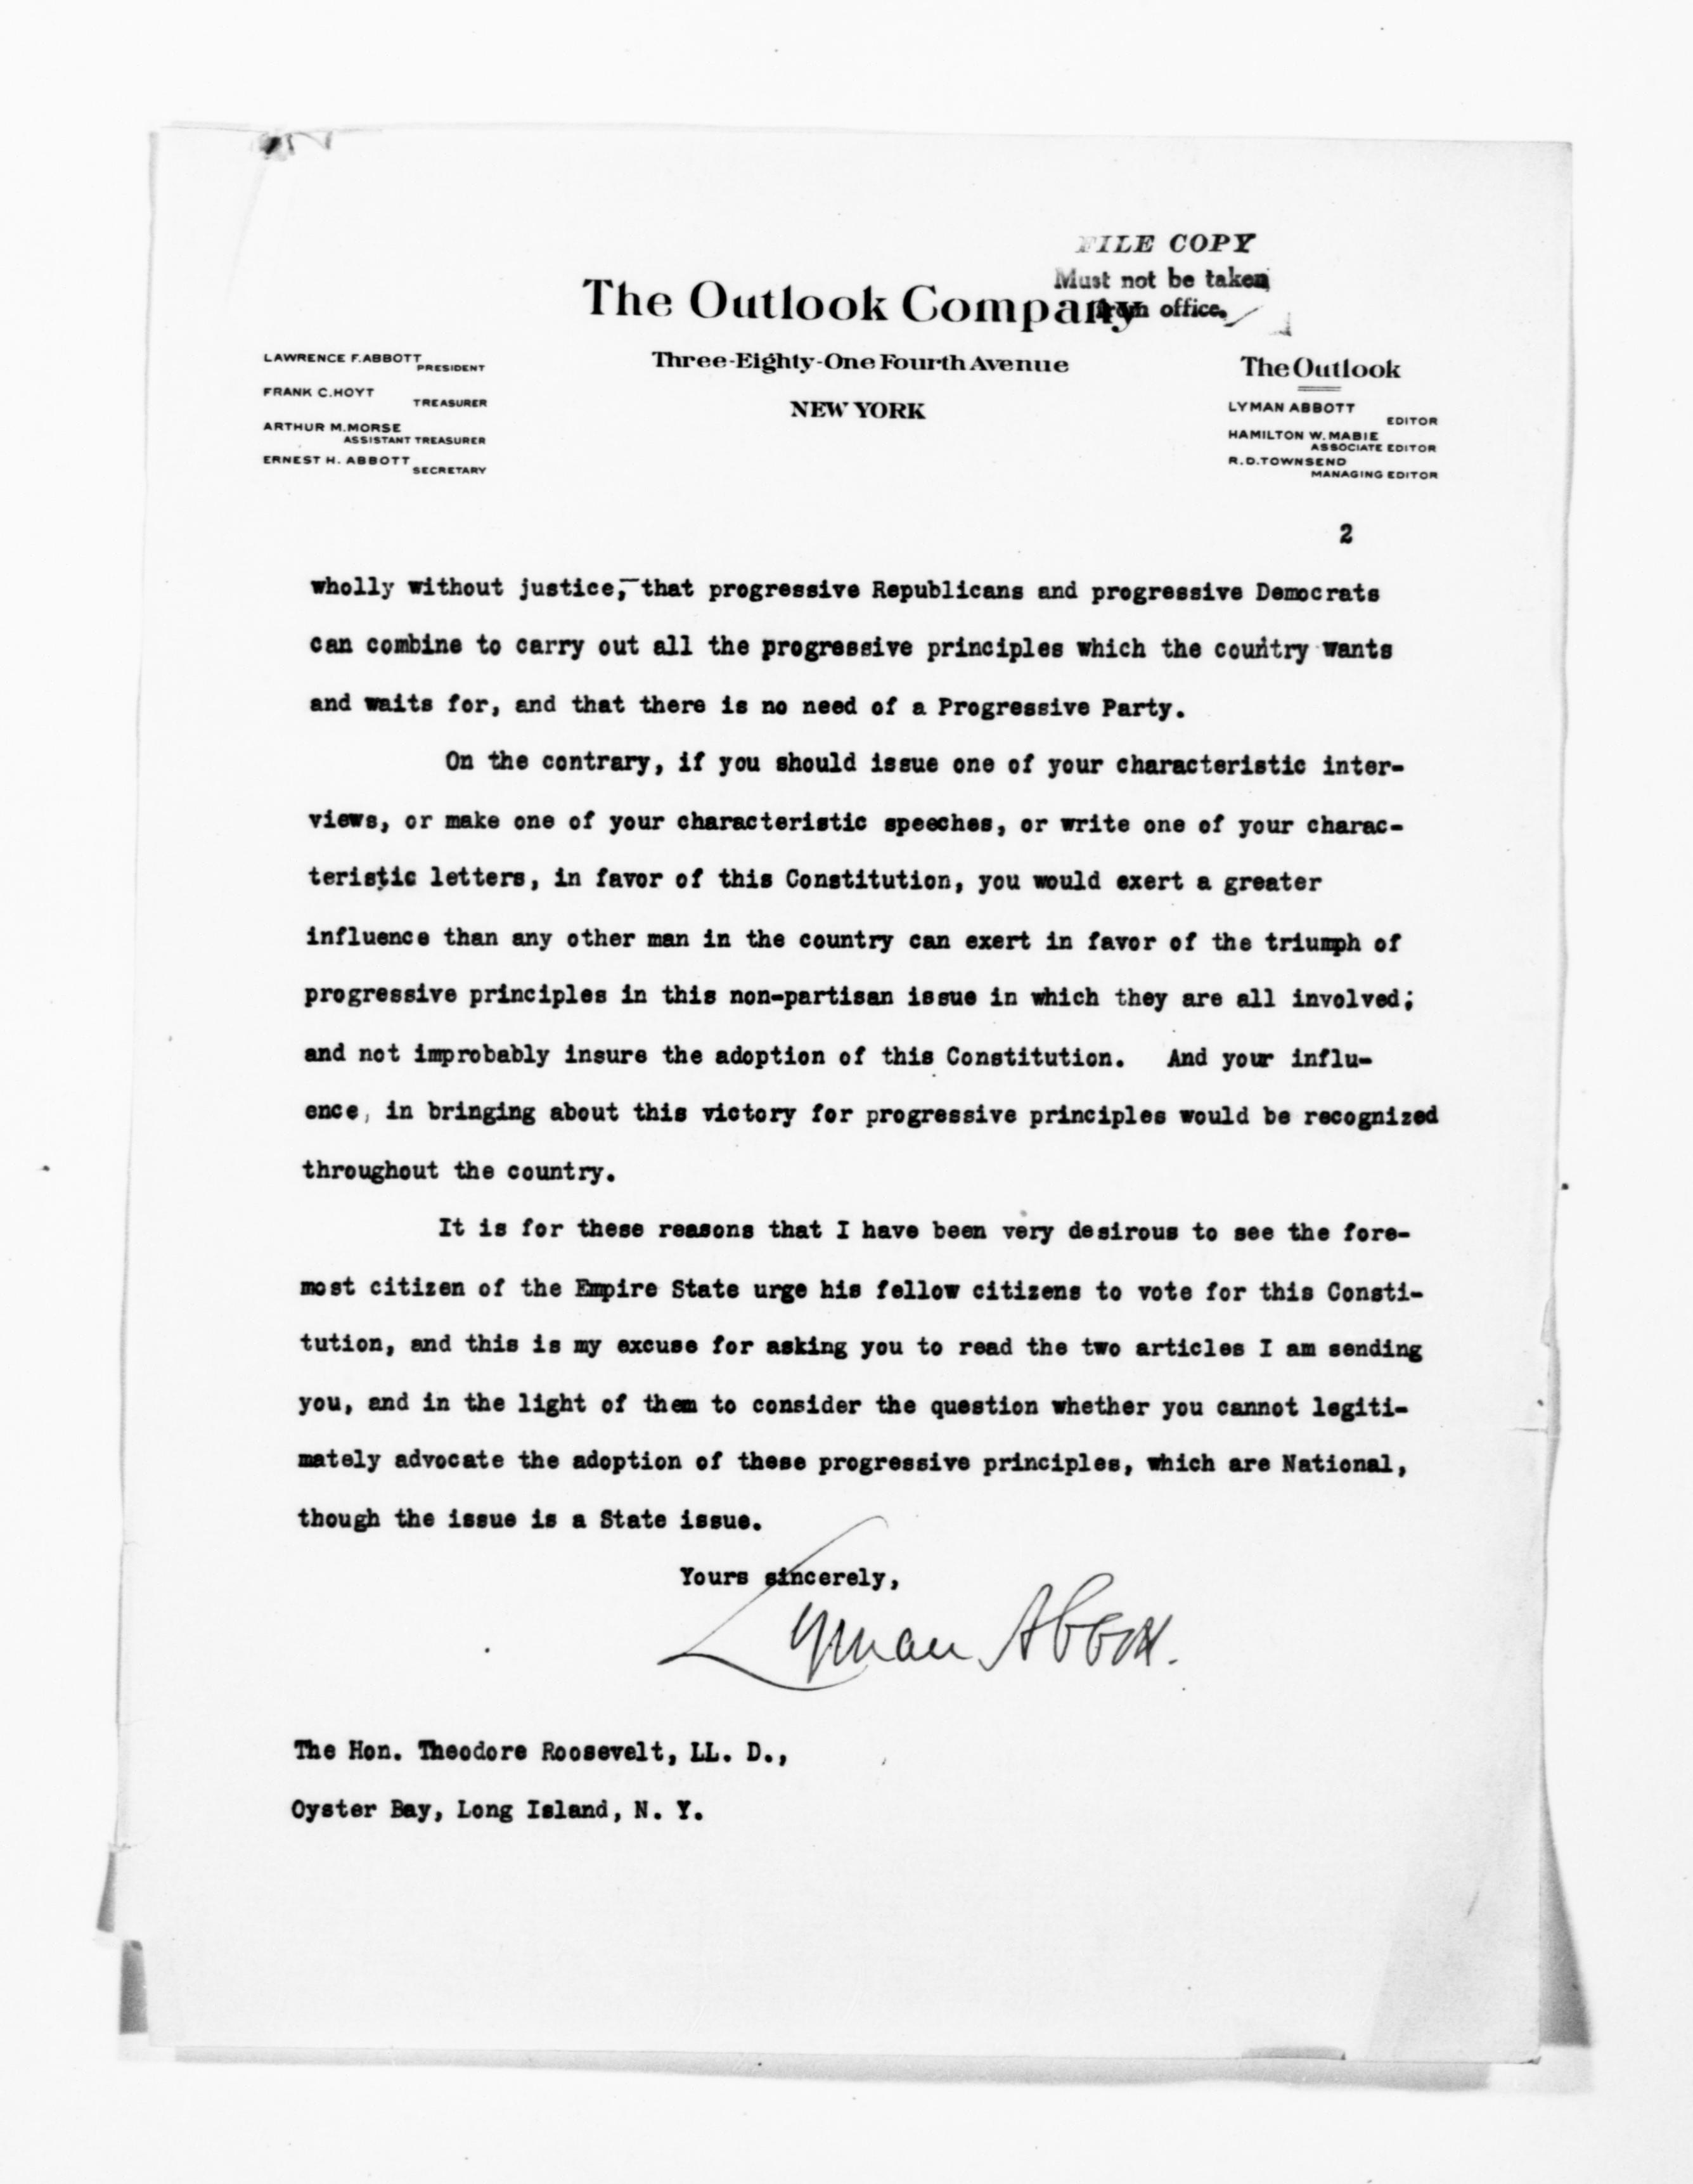 FILE COPY
Must not be taken
from office.
The Outlook Company
Three-Eighty-One Fourth Avenue
NEW YORK
LAWRENCE F. ABBOTT
PRESIDENT
FRANK C. HOYT
TREASURER
ARTHUR M. MORSE
ASSISTANT TREASURER
ERNEST H. ABBOTT
SECRETARY
The Outlook
LYMAN ABBOTT
EDITOR
HAMILTON W. MABIE
ASSOCIATE EDITOR
R. D. TOWNSEND
MANAGING EDITOR
2
wholly without justice,—that progressive Republicans and progressive Democrats
can combine to carry out all the progressive principles which the country wants
and waits for, and that there is no need of a Progressive Party.
On the contrary, if you should issue one of your characteristic inter-
views, or make one of your characteristic speeches, or write one of your charac-
teristic letters, in favor of this Constitution, you would exert a greater
influence than any other man in the country can exert in favor of the triumph of
progressive principles in this non-partisan issue in which they are all involved;
and not improbably insure the adoption of this Constitution. And your influ-
ence, in bringing about this victory for progressive principles would be recognized
throughout the country.
It is for these reasons that I have been very desirous to see the fore-
most citizen of the Empire State urge his fellow citizens to vote for this Consti-
tution, and this is my excuse for asking you to read the two articles I am sending
you, and in the light of them to consider the question whether you cannot legiti-
mately advocate the adoption of these progressive principles, which are National,
though the issue is a State issue.
Yours sincerely,
Lyman Abbott.
The Hon. Theodore Roosevelt, LL. D.,
Oyster Bay, Long Island, N. Y.